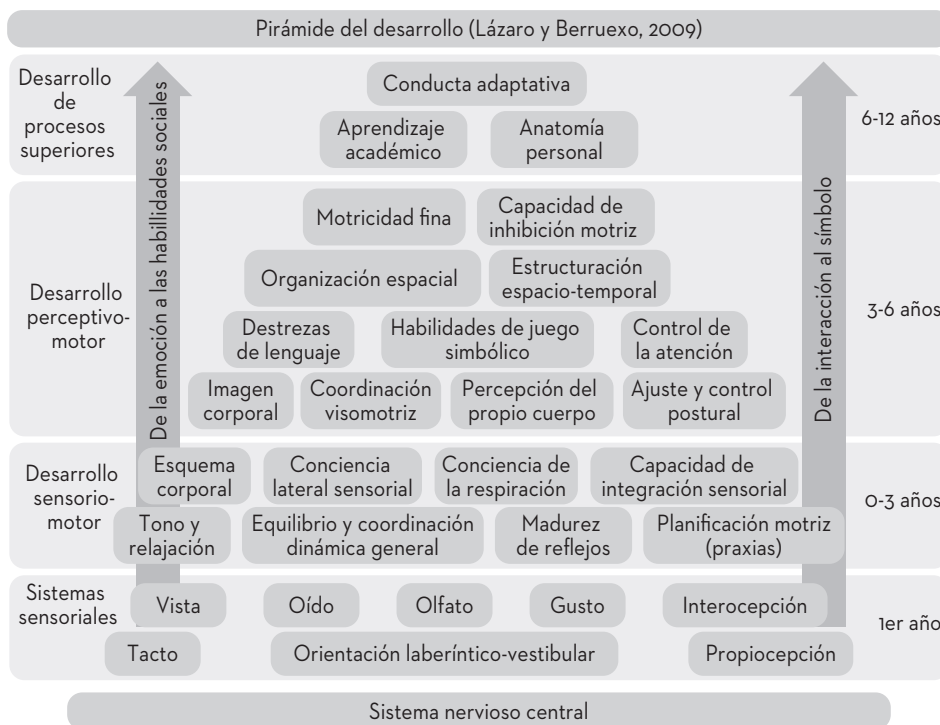 Pirámide del desarrollo (Lázaro y Berruexo, 2009)
Desarrollo
de
procesos
superiores
De la emoción a las habillidades sociales
Conducta adaptativa
Aprendizaje
académico
Anatomía
personal
De la interacción al símbolo
6-12 años
Desarrollo
perceptivo-
motor
Motricidad fina
Capacidad de
inhibición motriz
Organización espacial
Estructuración
espacio-temporal
Destrezas
de lenguaje
Habilidades de juego
simbólico
Control de
la atención
Imagen
corporal
Coordinación
visomotriz
Percepción del
propio cuerpo
Ajuste y control
postural
3-6 años
Desarrollo
sensorio-
motor
Esquema
corporal
Conciencia
lateral sensorial
Conciencia de
la respiración
Capacidad de
integración sensorial
Tono y
relajación
Equilibrio y coordinación
dinámica general
Madurez
de reflejos
Planificación motriz
(praxias)
0-3 años
Sistemas
sensoriales
Vista
Oído
Olfato
Gusto
Interocepción
Tacto
Orientación laberíntico-vestibular
Propiocepción
1er año
Sistema nervioso central